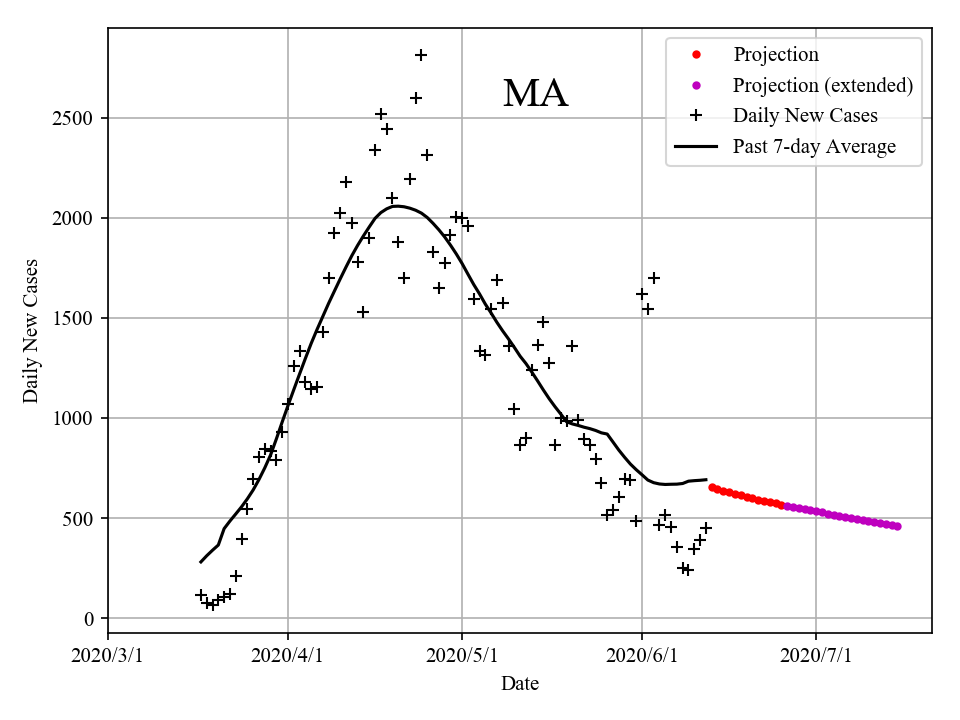 MA
Projection
Projection (extended)
Daily New Cases
Past 7-day Average
Daily New Cases
2500
2000
1500
1000
500
0
2020/3/1 2020/4/1 2020/5/1 2020/6/1 2020/7/1
Date